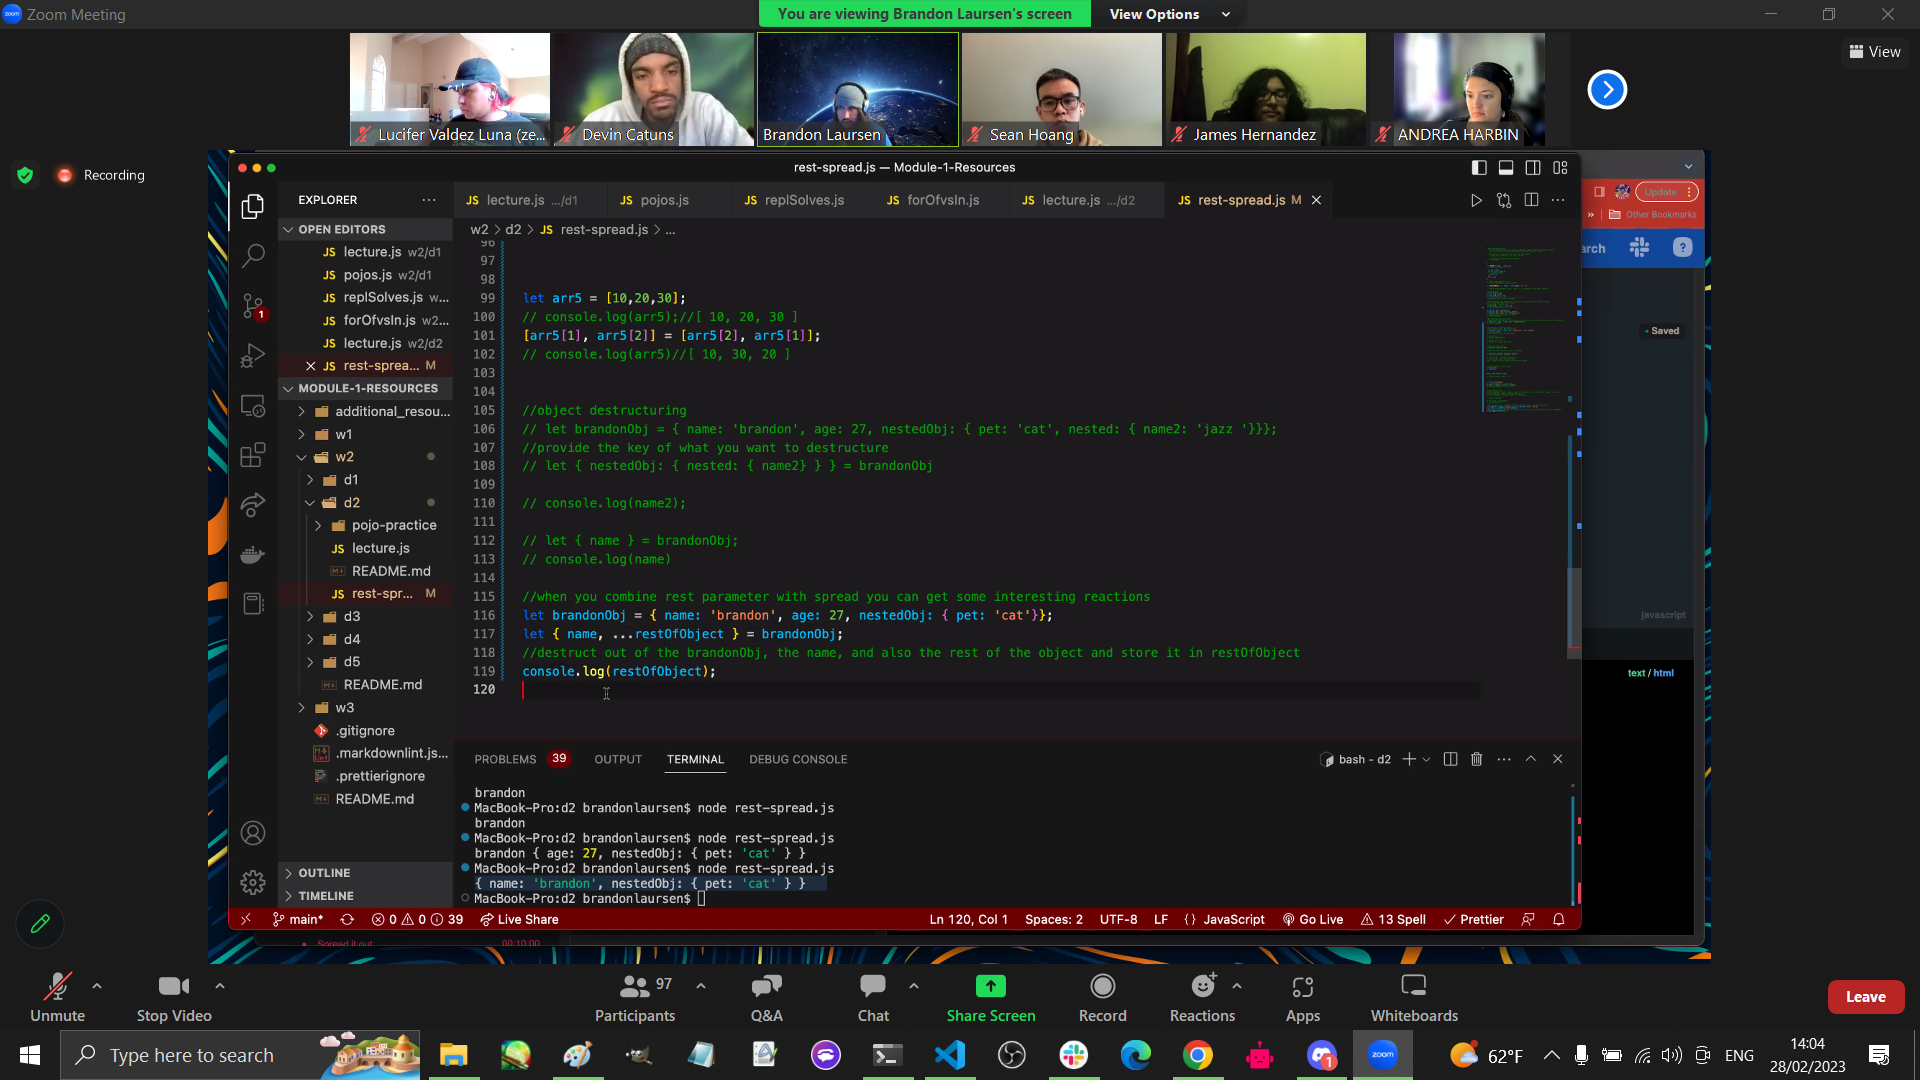 Zoom Meeting
You are viewing Brandon Laursen's screen
View Options
View
Lucifer Valdez Luna (ze...
Devin Catuns
Brandon Laursen
Sean Hoang
James Hernandez
ANDREA HARBIN
Recording
rest-spread.js — Module-1-Resources
EXPLORER
JS lecture.js .../d1
JS pojos.js
JS replSolves.js
JS forOfvsIn.js
JS lecture.js .../d2
JS rest-spread.js M
Update
Other Bookmarks
OPEN EDITORS
JS lecture.js w2/d1
JS pojos.js w2/d1
JS replSolves.js w...
JS forOfvsIn.js w2...
JS lecture.js w2/d2
JS rest-sprea... M
MODULE-1-RESOURCES
additional_resou...
w1
w2
d1
d2
pojo-practice
JS lecture.js
README.md
JS rest-spr... M
d3
d4
d5
README.md
w3
.gitignore
.markdownlint.js...
.prettierignore
README.md
OUTLINE
TIMELINE
1
w2 > d2 > JS rest-spread.js > ...
96
97
98
99 let arr5 = [10,20,30];
100 // console.log(arr5);//[ 10, 20, 30 ]
101 [arr5[1], arr5[2]] = [arr5[2], arr5[1]];
102 // console.log(arr5)//[ 10, 30, 20 ]
103
104
105 //object destructuring
106 // let brandonObj = { name: 'brandon', age: 27, nestedObj: { pet: 'cat', nested: { name2: 'jazz '}}};
107 //provide the key of what you want to destructure
108 // let { nestedObj: { nested: { name2} } } = brandonObj
109
110 // console.log(name2);
111
112 // let { name } = brandonObj;
113 // console.log(name)
114
115 //when you combine rest parameter with spread you can get some interesting reactions
116 let brandonObj = { name: 'brandon', age: 27, nestedObj: { pet: 'cat'}};
117 let { name, ...restOfObject } = brandonObj;
118 //destruct out of the brandonObj, the name, and also the rest of the object and store it in restOfObject
119 console.log(restOfObject);
120
arch
Saved
javascript
text / html
PROBLEMS 39 OUTPUT TERMINAL DEBUG CONSOLE
bash - d2
brandon
MacBook-Pro:d2 brandonlaursen$ node rest-spread.js
brandon
MacBook-Pro:d2 brandonlaursen$ node rest-spread.js
brandon { age: 27, nestedObj: { pet: 'cat' } }
MacBook-Pro:d2 brandonlaursen$ node rest-spread.js
{ name: 'brandon', nestedObj: { pet: 'cat' } }
MacBook-Pro:d2 brandonlaursen$
main* 0 0 39 Live Share
Ln 120, Col 1 Spaces: 2 UTF-8 LF {} JavaScript Go Live 13 Spell Prettier
Spread it out 00:10:00
Unmute
Stop Video
97
Participants
Q&A
Chat
Share Screen
Record
Reactions
Apps
Whiteboards
Leave
Type here to search
zoom
1
62°F
ENG
14:04
28/02/2023